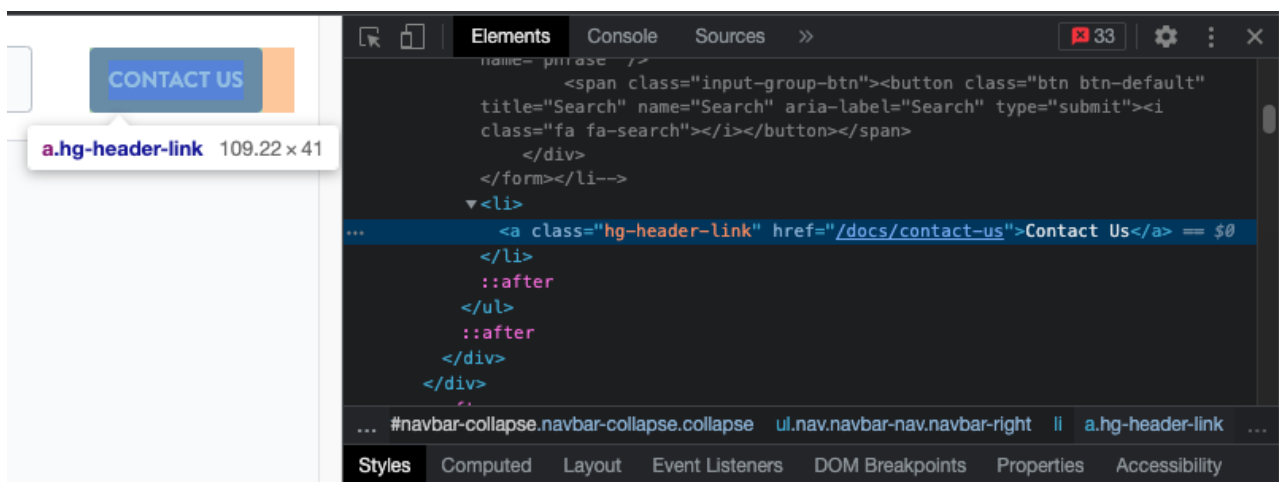 CONTACT US
a.hg-header-link 109.22 × 41
Elements Console Sources » 33
name="phrase" />
<span class="input-group-btn"><button class="btn btn-default"
title="Search" name="Search" aria-label="Search" type="submit"><i
class="fa fa-search"></i></button></span>
</div>
</form></li-->
▼<li>
... <a class="hg-header-link" href="/docs/contact-us">Contact Us</a> == $0
</li>
::after
</ul>
::after
</div>
</div>
... #navbar-collapse.navbar-collapse.collapse ul.nav.navbar-nav.navbar-right li a.hg-header-link ...
Styles Computed Layout Event Listeners DOM Breakpoints Properties Accessibility